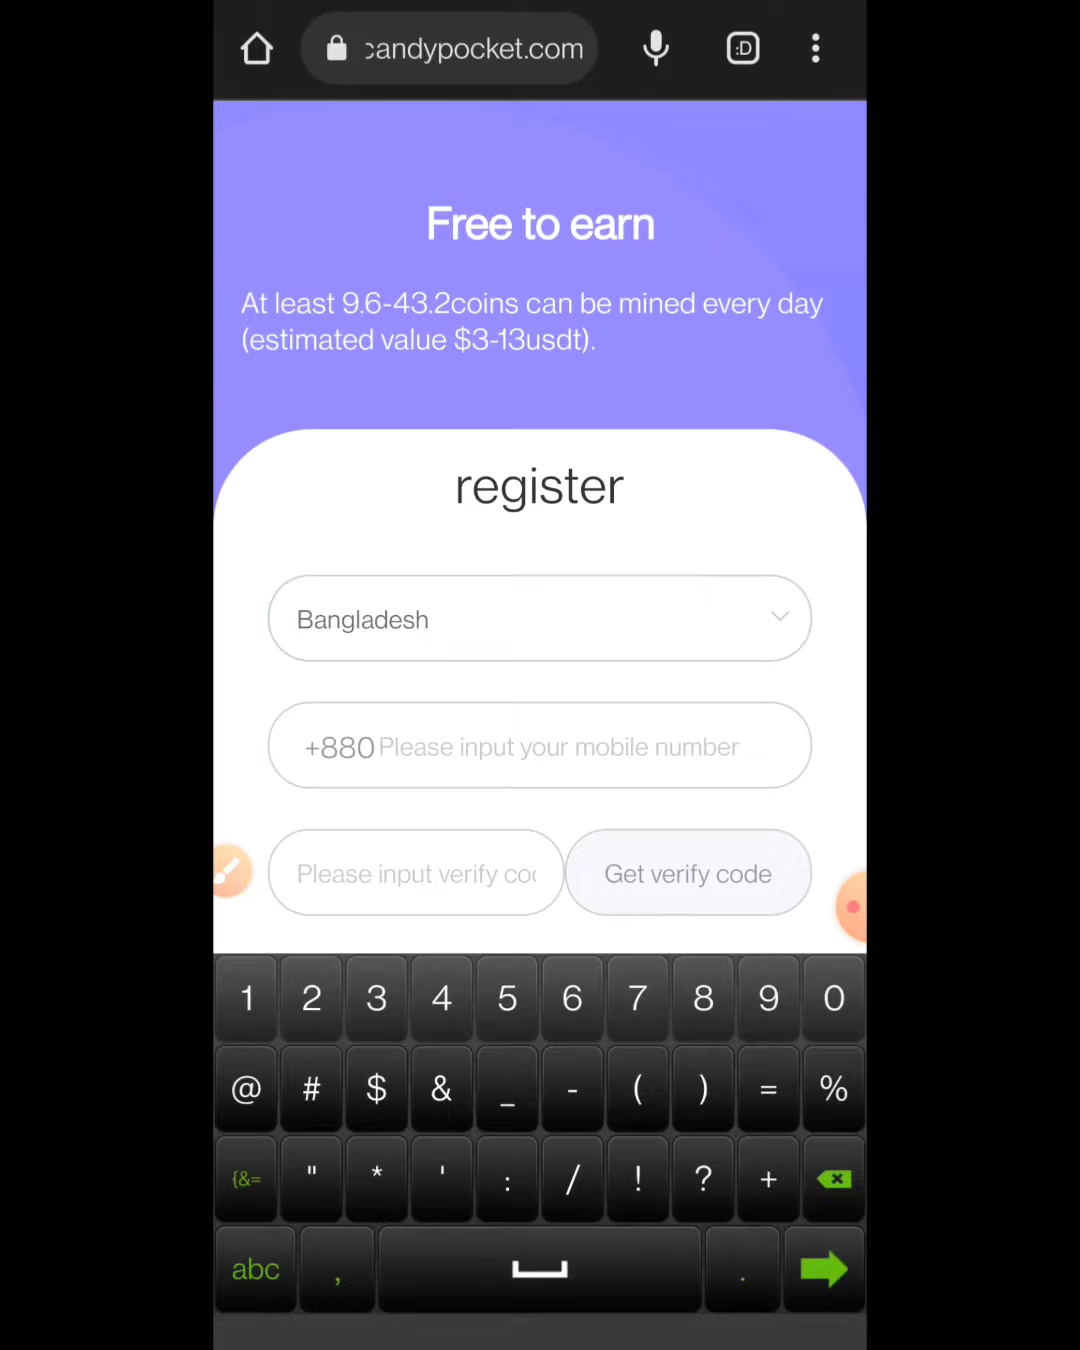 candypocket.com
:D
Free to earn
At least 9.6-43.2coins can be mined every day
(estimated value $3-13usdt).
register
Bangladesh
+880 Please input your mobile number
Please input verify
Get verify code
1 2 3 4 5 6 7 8 9 0
@ # $ & _ - ( ) = %
{&= " * ' : / ! ? +
abc , .